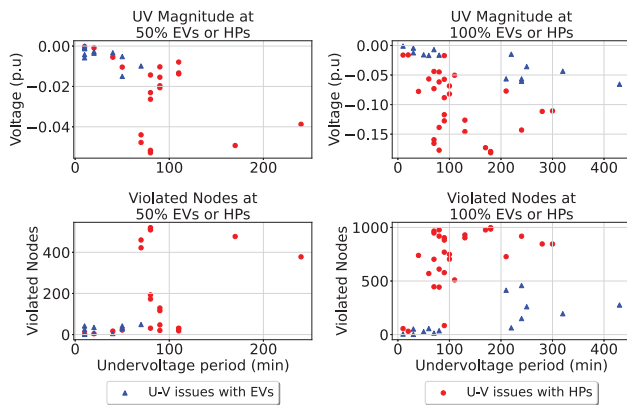 UV Magnitude at
50% EVs or HPs
UV Magnitude at
100% EVs or HPs
Voltage (p.u)
0.00
−0.02
−0.04
0 100 200
Voltage (p.u)
0.00
−0.05
−0.10
−0.15
0 100 200 300 400
Violated Nodes at
50% EVs or HPs
Violated Nodes at
100% EVs or HPs
Violated Nodes
400
200
0
0 100 200
Undervoltage period (min)
Violated Nodes
1000
500
0
0 100 200 300 400
Undervoltage period (min)
U-V issues with EVs
U-V issues with HPs